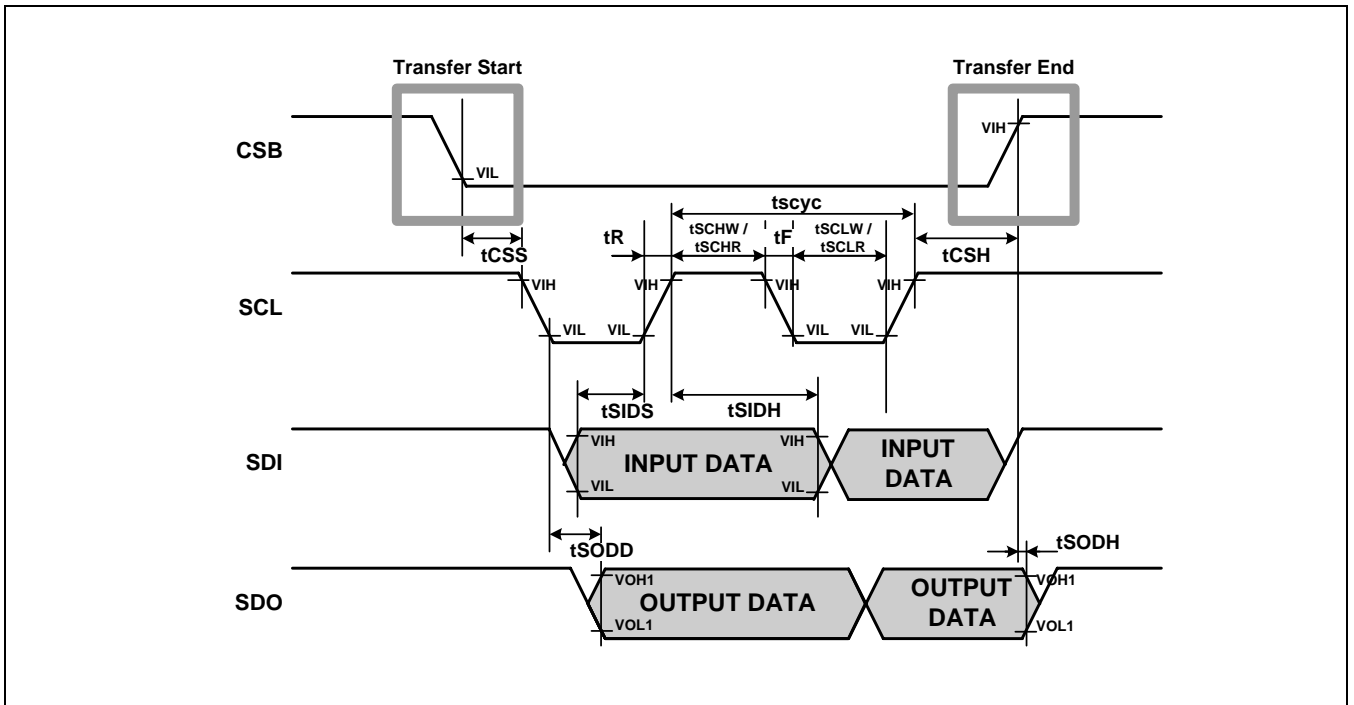 Transfer Start
Transfer End
CSB
VIL
VIH
tscyc
tR
tSCHW /
tSCHR
tF
tSCLW /
tSCLR
tCSS
tCSH
SCL
VIH
VIH
VIH
VIH
VIL
VIL
VIL
VIL
tSIDS
tSIDH
SDI
VIH
VIH
INPUT DATA
INPUT
DATA
VIL
VIL
tSODD
tSODH
SDO
VOH1
VOH1
OUTPUT DATA
OUTPUT
DATA
VOL1
VOL1